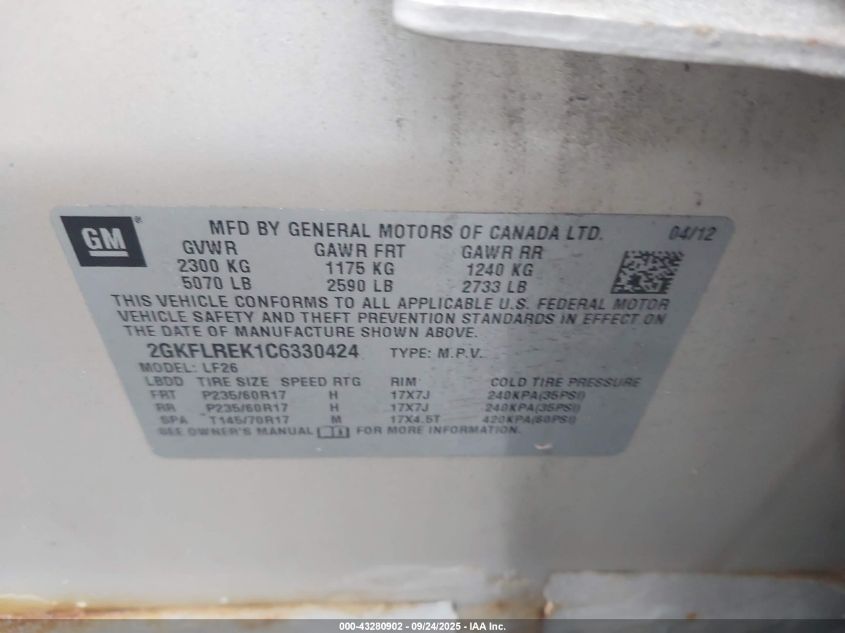 GM® MFD BY GENERAL MOTORS OF CANADA LTD. 04/12
GVWR GAWR FRT GAWR RR
2300 KG 1175 KG 1240 KG
5070 LB 2590 LB 2733 LB
THIS VEHICLE CONFORMS TO ALL APPLICABLE U.S. FEDERAL MOTOR
VEHICLE SAFETY AND THEFT PREVENTION STANDARDS IN EFFECT ON
THE DATE OF MANUFACTURE SHOWN ABOVE.
2GKFLREK1C6330424 TYPE: M.P.V.
MODEL: LF26
LBDD TIRE SIZE SPEED RTG RIM COLD TIRE PRESSURE
FRT P235/60R17 H 17X7J 240KPA(35PSI)
RR P235/60R17 H 17X7J 240KPA(35PSI)
SPA T145/70R17 M 17X4.5T 420KPA(60PSI)
SEE OWNER'S MANUAL FOR MORE INFORMATION.
000-43280902 - 09/24/2025 - IAA Inc.